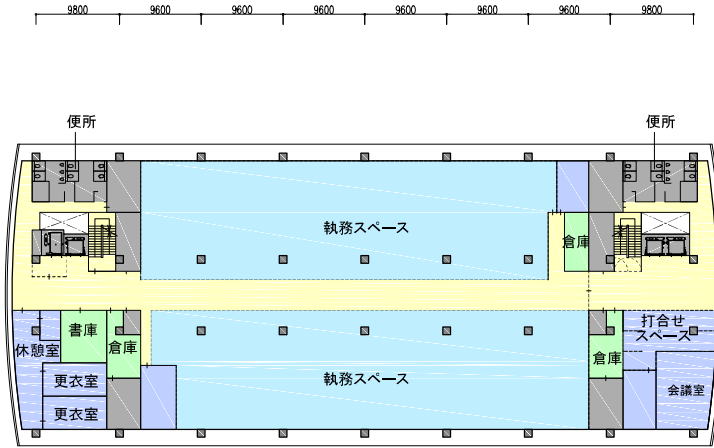 9800 9600 9600 9600 9600 9600 9600 9800
便所 便所
執務スペース
倉庫
書庫
打合せ
スペース
休憩室
倉庫
倉庫
更衣室
執務スペース
会議室
更衣室